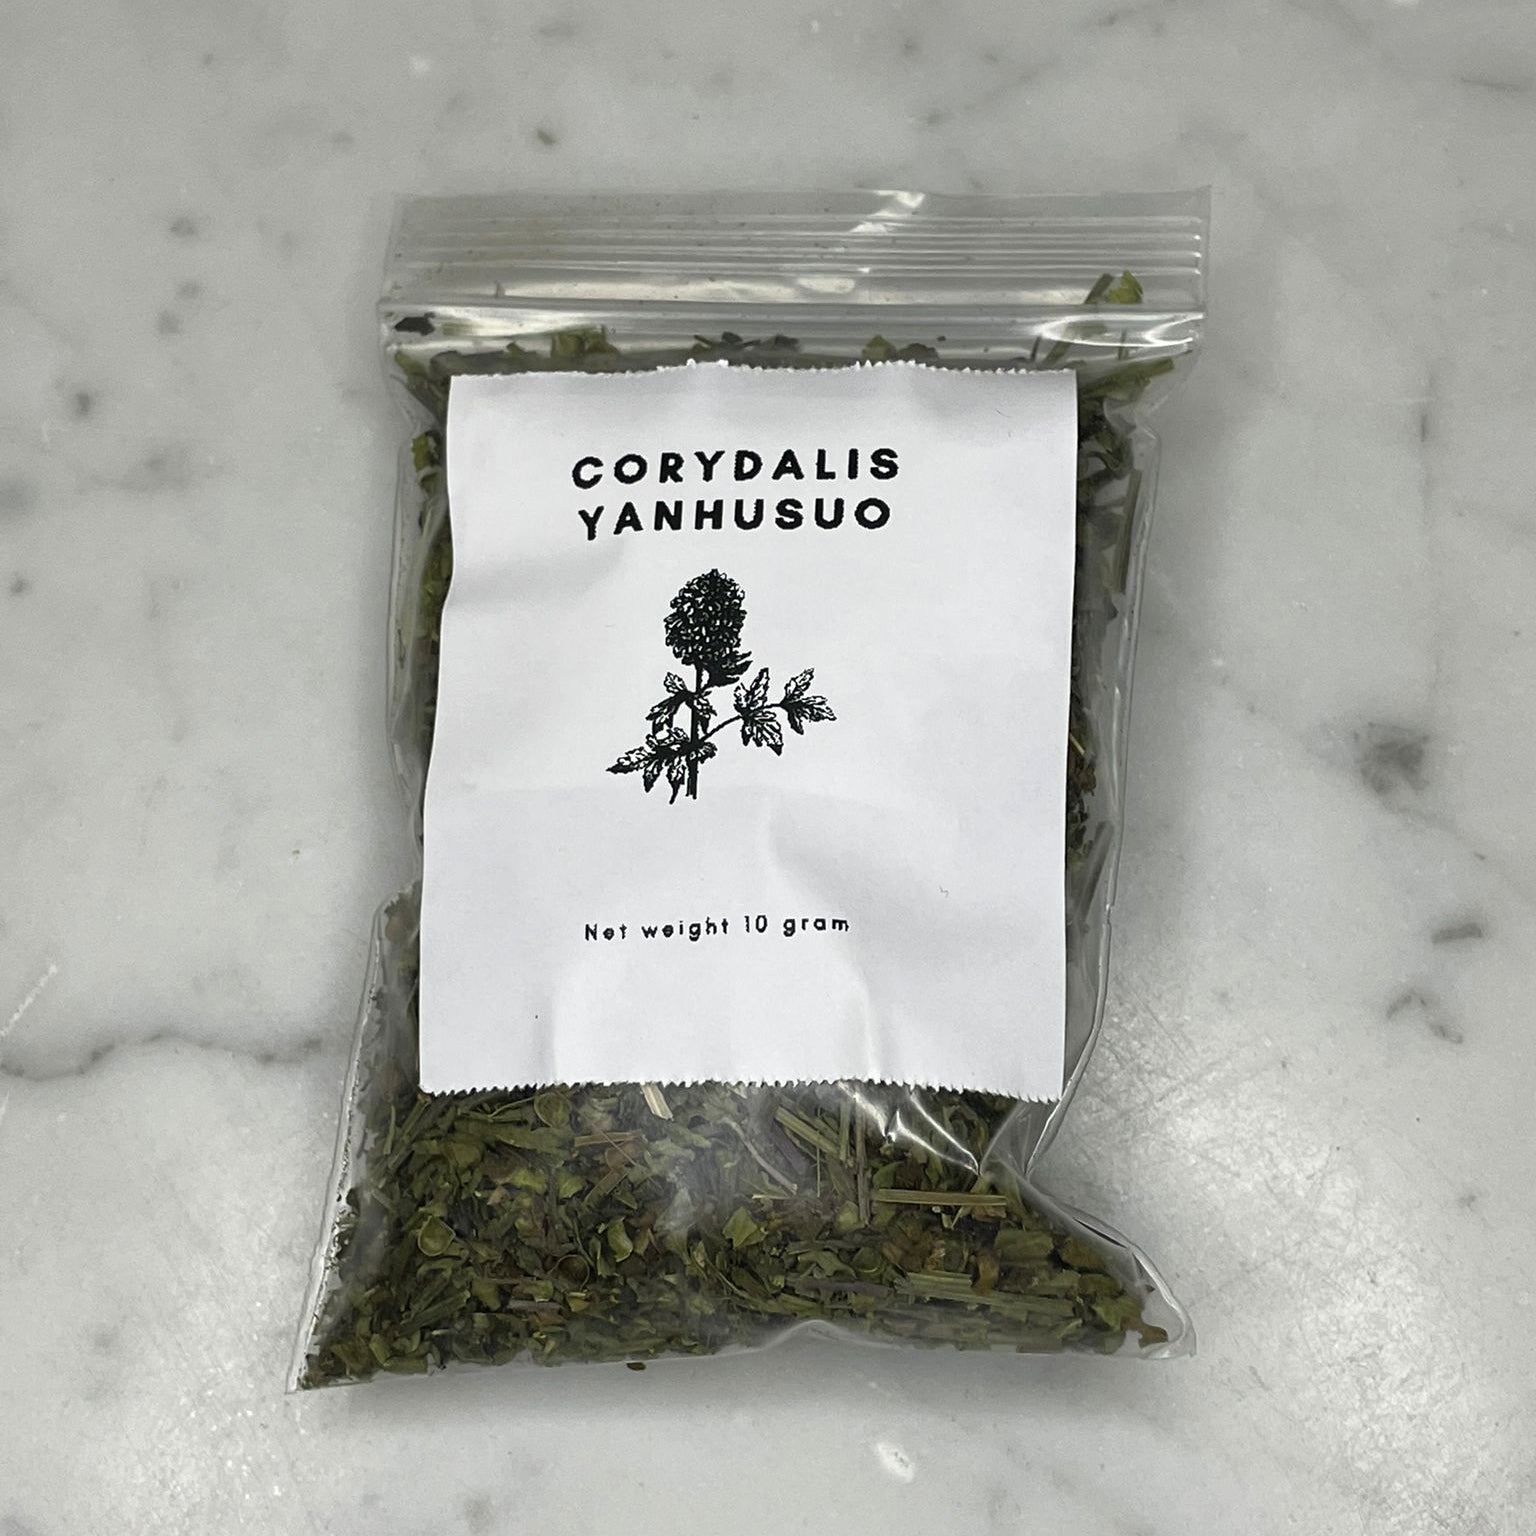 CORYDALIS
YANHUSUO
Net weight 10 gram